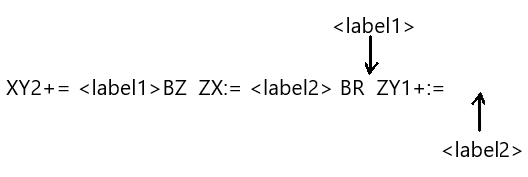 <label1>
XY2+= <label1>BZ ZX:= <label2> BR ZY1+:=
<label2>